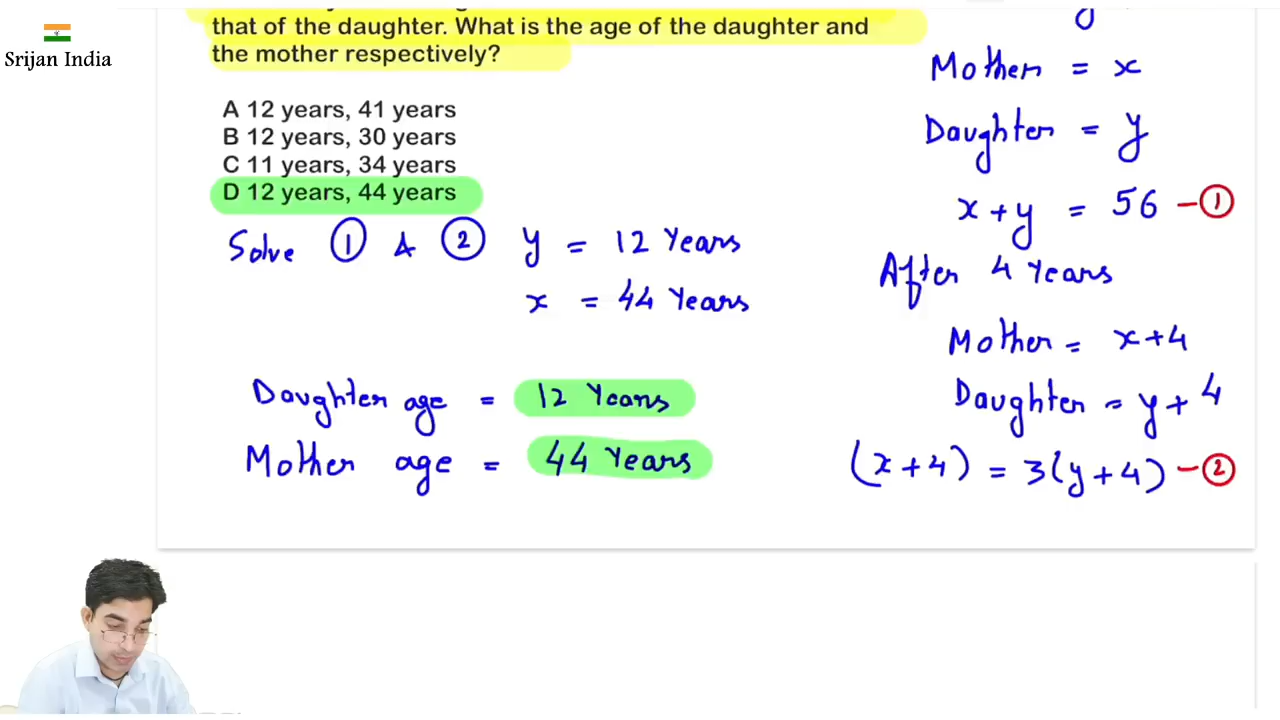 Srijan India
that of the daughter. What is the age of the daughter and
the mother respectively?
A 12 years, 41 years
B 12 years, 30 years
C 11 years, 34 years
D 12 years, 44 years
Solve ① & ② y = 12 Years
x = 44 Years
Daughter age = 12 Years
Mother age = 44 Years
y
Mother = x
Daughter = y
x + y = 56 - ①
After 4 Years
Mother = x + 4
Daughter = y + 4
(x + 4) = 3(y + 4) - ②